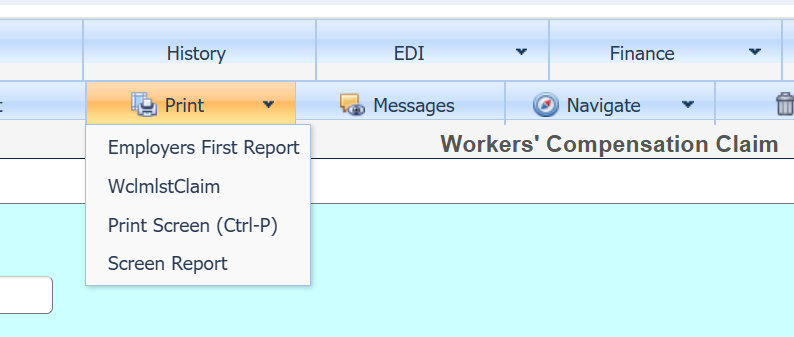 History
EDI
Finance
Print
Messages
Navigate
Employers First Report
Workers' Compensation Claim
WclmlstClaim
Print Screen (Ctrl-P)
Screen Report